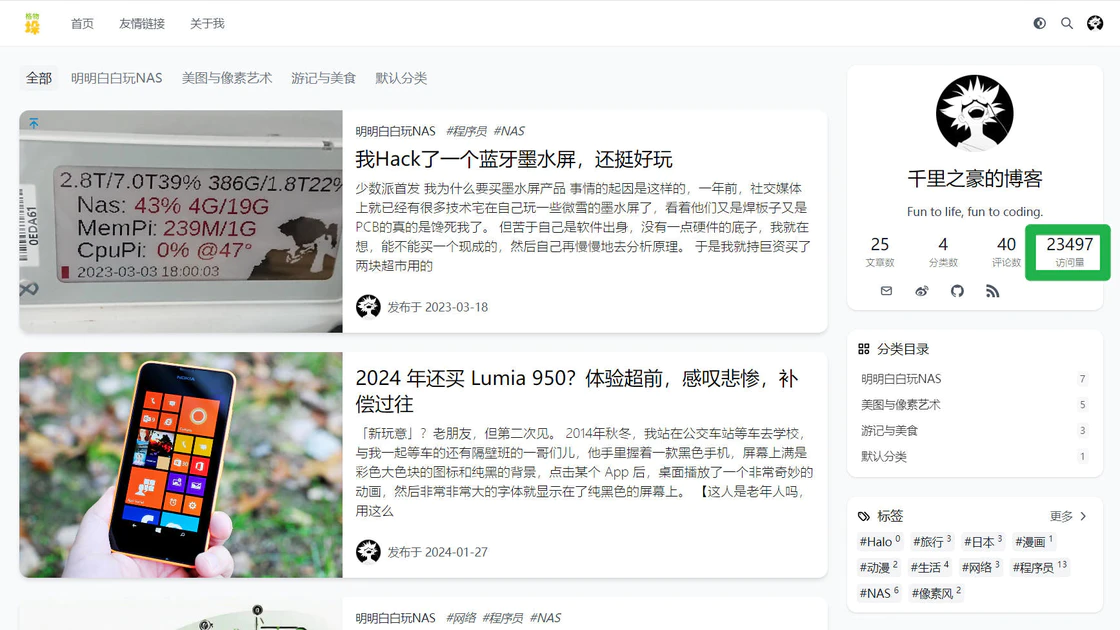 格物
垛
首页
友情链接
关于我
全部
明明白白玩NAS
美图与像素艺术
游记与美食
默认分类
2.8T/7.0T39% 386G/1.8T22%
Nas: 43% 4G/19G
MemPi: 239M/1G
CpuPi: 0% @47°
2023-03-03 18:00:03
0EDA61
明明白白玩NAS #程序员 #NAS
我Hack了一个蓝牙墨水屏，还挺好玩
少数派首发 我为什么要买墨水屏产品 事情的起因是这样的，一年前，社交媒体
上就已经有很多技术宅在自己玩一些微雪的墨水屏了，看着他们又是焊板子又是
PCB的真的是馋死我了。 但苦于自己是软件出身，没有一点硬件的底子，我就在
想，能不能买一个现成的，然后自己再慢慢地去分析原理。 于是我就持巨资买了
两块超市用的
发布于 2023-03-18
NOKIA
2024 年还买 Lumia 950？体验超前，感叹悲惨，补
偿过往
「新玩意」？老朋友，但第二次见。 2014年秋冬，我站在公交车站等车去学校，
与我一起等车的还有隔壁班的一哥们儿，他手里握着一款黑色手机，屏幕上满是
彩色大色块的图标和纯黑的背景，点击某个 App 后，桌面播放了一个非常奇妙的
动画，然后非常非常大的字体就显示在了纯黑色的屏幕上。 【这人是老年人吗，
用这么
发布于 2024-01-27
明明白白玩NAS #网络 #程序员 #NAS
千里之豪的博客
Fun to life, fun to coding.
25 4 40 23497
文章数 分类数 评论数 访问量
分类目录
明明白白玩NAS 7
美图与像素艺术 5
游记与美食 3
默认分类 1
标签 更多
#Halo 0 #旅行 3 #日本 3 #漫画 1
#动漫 2 #生活 4 #网络 3 #程序员 13
#NAS 6 #像素风 2